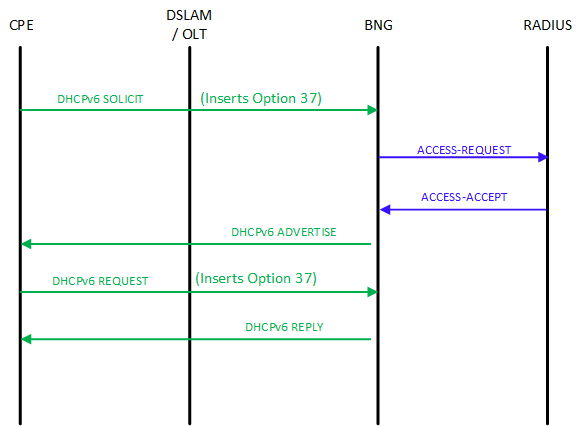 CPE
DSLAM
/ OLT
BNG
RADIUS
DHCPv6 SOLICIT
(Inserts Option 37)
ACCESS-REQUEST
ACCESS-ACCEPT
DHCPv6 ADVERTISE
DHCPv6 REQUEST
(Inserts Option 37)
DHCPv6 REPLY